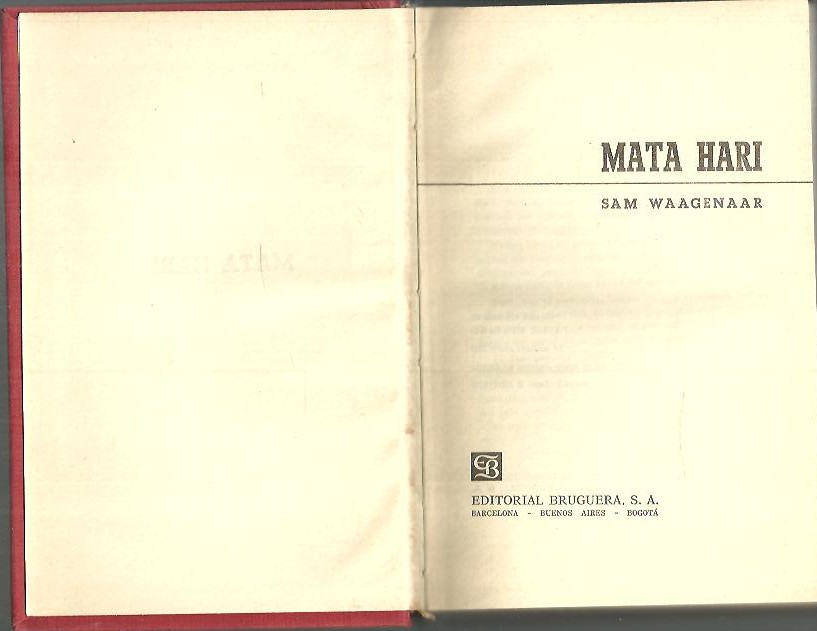 MATA HARI
SAM WAAGENAAR
EB
EDITORIAL BRUGUERA, S. A.
BARCELONA - BUENOS AIRES - BOGOTÁ